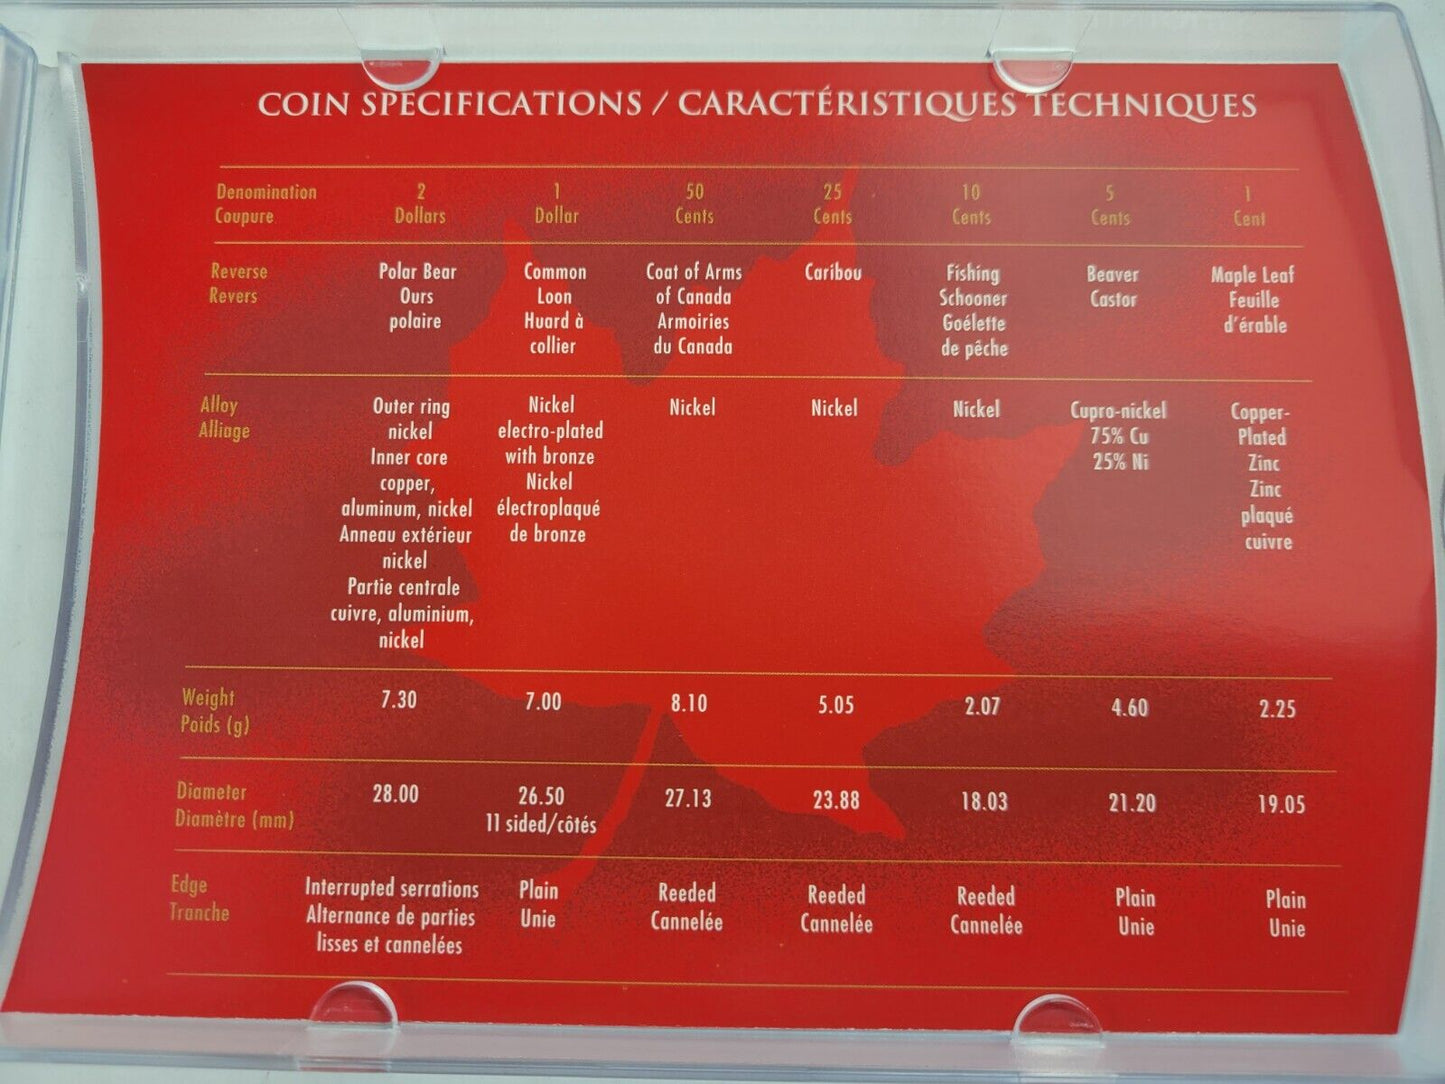 COIN SPECIFICATIONS / CARACTÉRISTIQUES TECHNIQUES
Denomination
Coupure
2
Dollars
1
Dollar
50
Cents
25
Cents
10
Cents
5
Cents
1
Cent
Reverse
Revers
Polar Bear
Ours
polaire
Common
Loon
Huard à
collier
Coat of Arms
of Canada
Armoiries
du Canada
Caribou
Fishing
Schooner
Goélette
de pêche
Beaver
Castor
Maple Leaf
Feuille
d'érable
Alloy
Alliage
Outer ring
nickel
Inner core
copper,
aluminum, nickel
Anneau extérieur
nickel
Partie centrale
cuivre, aluminium,
nickel
Nickel
electro-plated
with bronze
Nickel
électroplaqué
de bronze
Nickel
Nickel
Nickel
Cupro-nickel
75% Cu
25% Ni
Copper-
Plated
Zinc
Zinc
plaqué
cuivre
Weight
Poids (g)
7.30
7.00
8.10
5.05
2.07
4.60
2.25
Diameter
Diamètre (mm)
28.00
26.50
11 sided/côtés
27.13
23.88
18.03
21.20
19.05
Edge
Tranche
Interrupted serrations
Alternance de parties
lisses et cannelées
Plain
Unie
Reeded
Cannelée
Reeded
Cannelée
Reeded
Cannelée
Plain
Unie
Plain
Unie